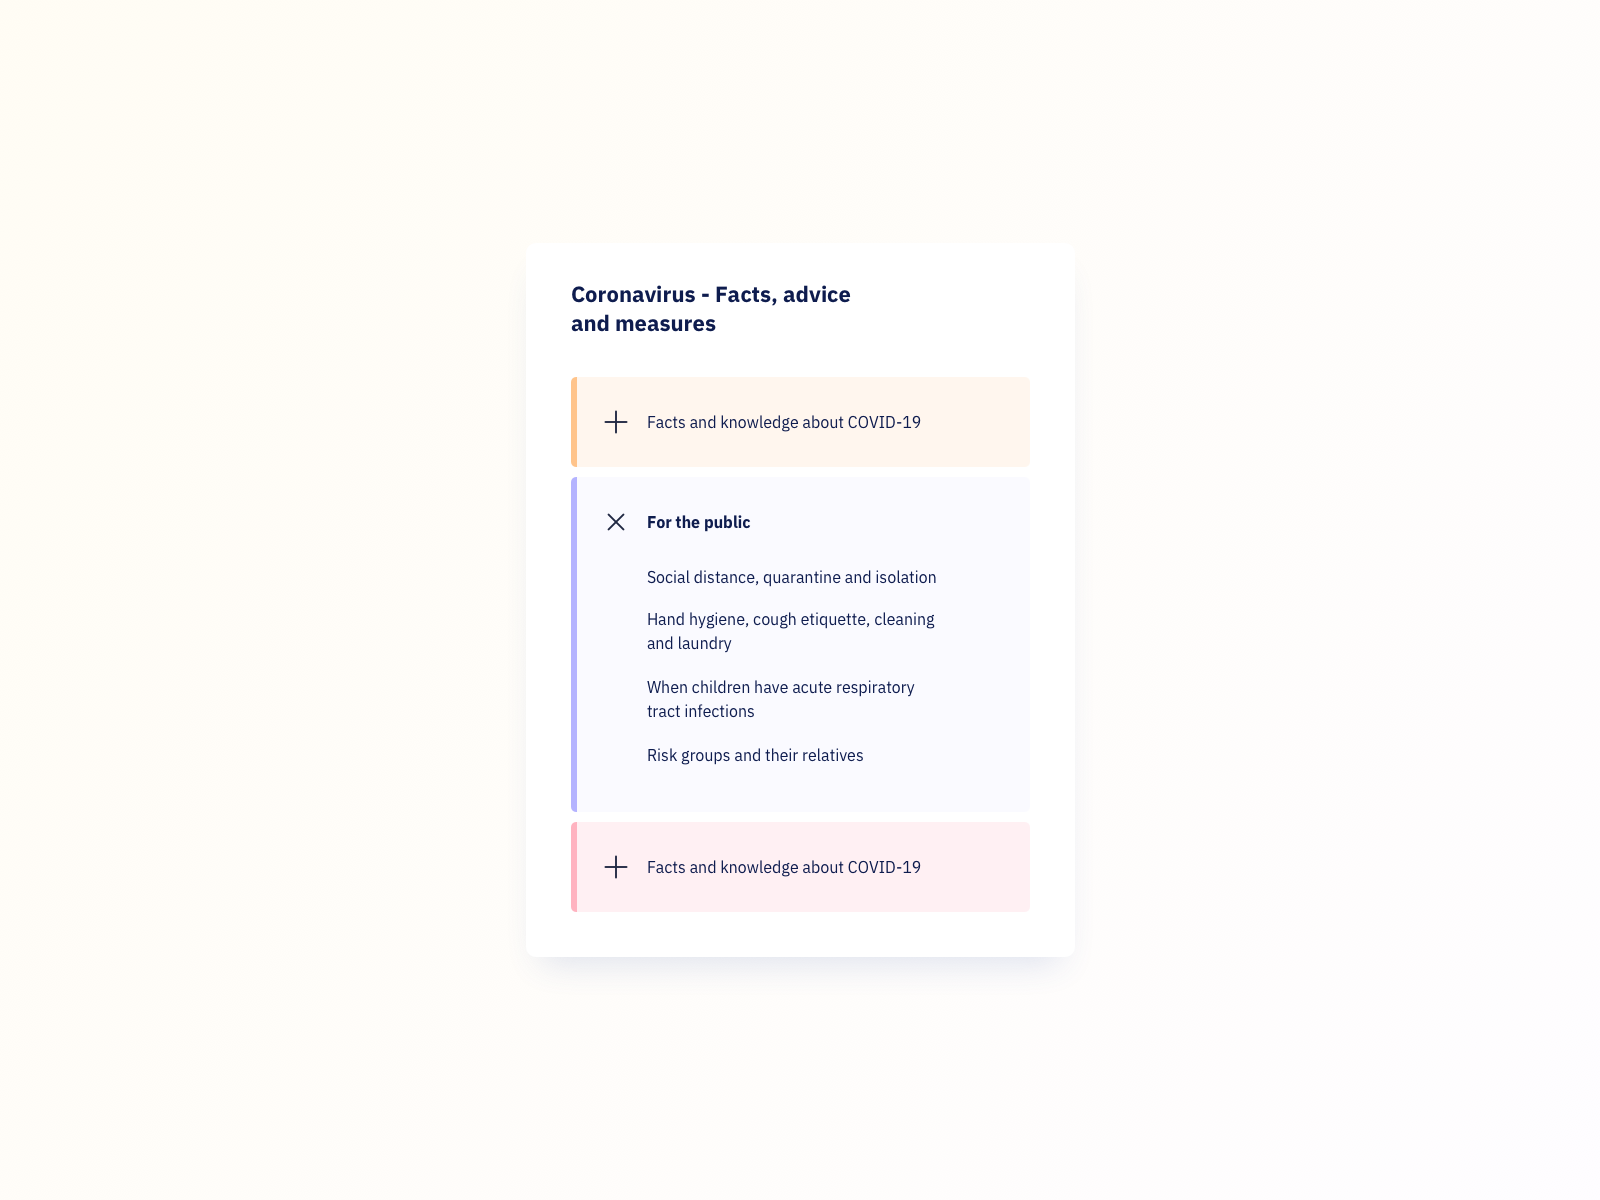 Coronavirus - Facts, advice
and measures
Facts and knowledge about COVID-19
For the public
Social distance, quarantine and isolation
Hand hygiene, cough etiquette, cleaning
and laundry
When children have acute respiratory
tract infections
Risk groups and their relatives
Facts and knowledge about COVID-19